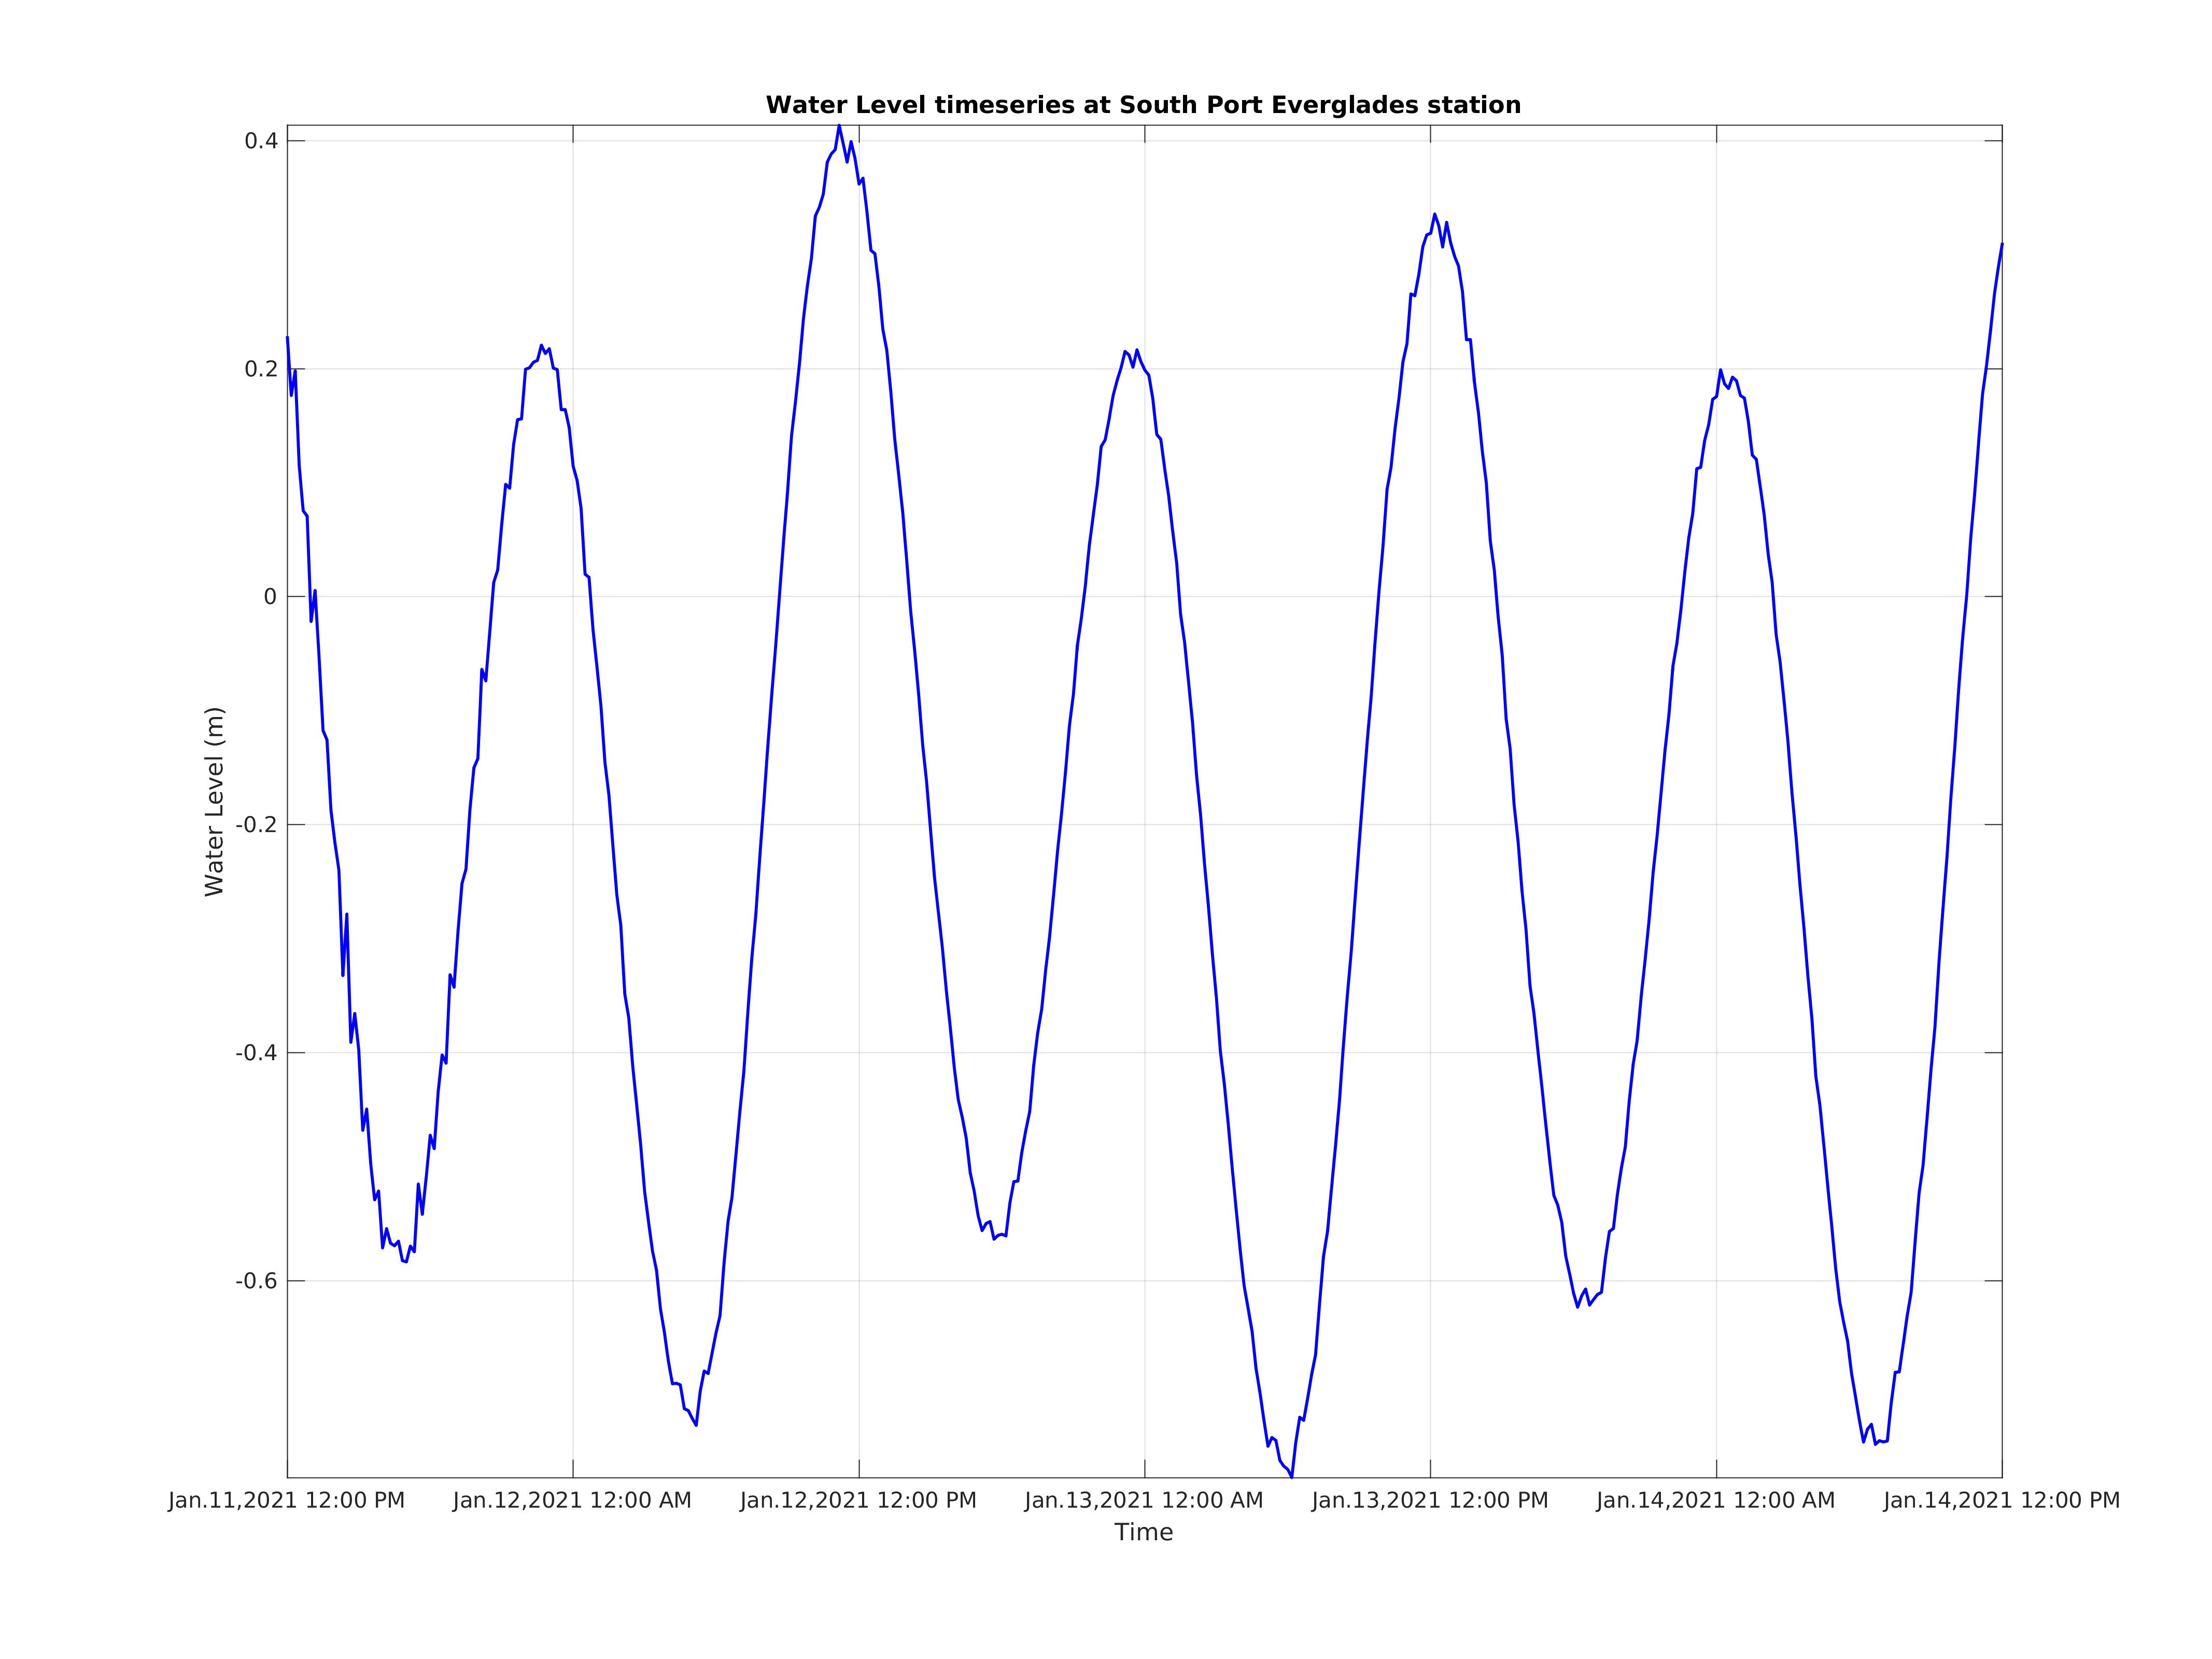 Water Level timeseries at South Port Everglades station
0.4
0.2
0
-0.2
-0.4
-0.6
Water Level (m)
Jan.11,2021 12:00 PM
Jan.12,2021 12:00 AM
Jan.12,2021 12:00 PM
Jan.13,2021 12:00 AM
Jan.13,2021 12:00 PM
Jan.14,2021 12:00 AM
Jan.14,2021 12:00 PM
Time